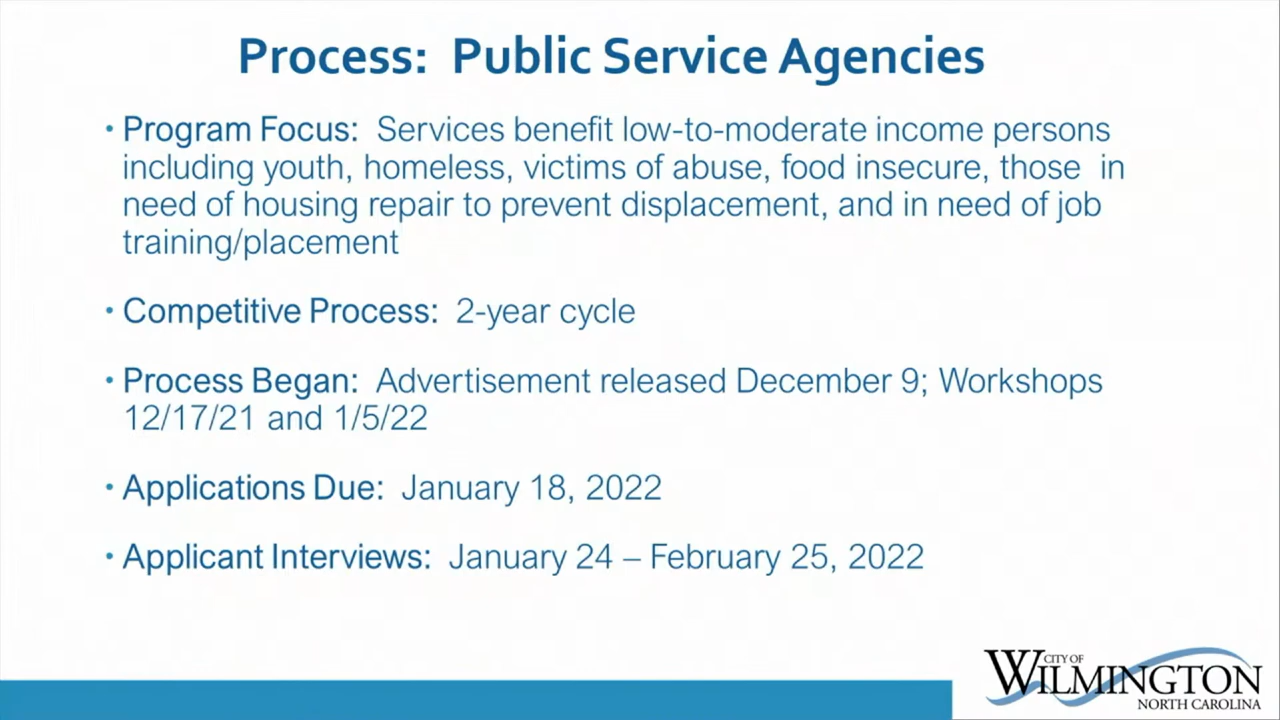 Process: Public Service Agencies
• Program Focus: Services benefit low-to-moderate income persons
including youth, homeless, victims of abuse, food insecure, those in
need of housing repair to prevent displacement, and in need of job
training/placement
• Competitive Process: 2-year cycle
• Process Began: Advertisement released December 9; Workshops
12/17/21 and 1/5/22
• Applications Due: January 18, 2022
• Applicant Interviews: January 24 – February 25, 2022
CITY OF
WILMINGTON
NORTH CAROLINA